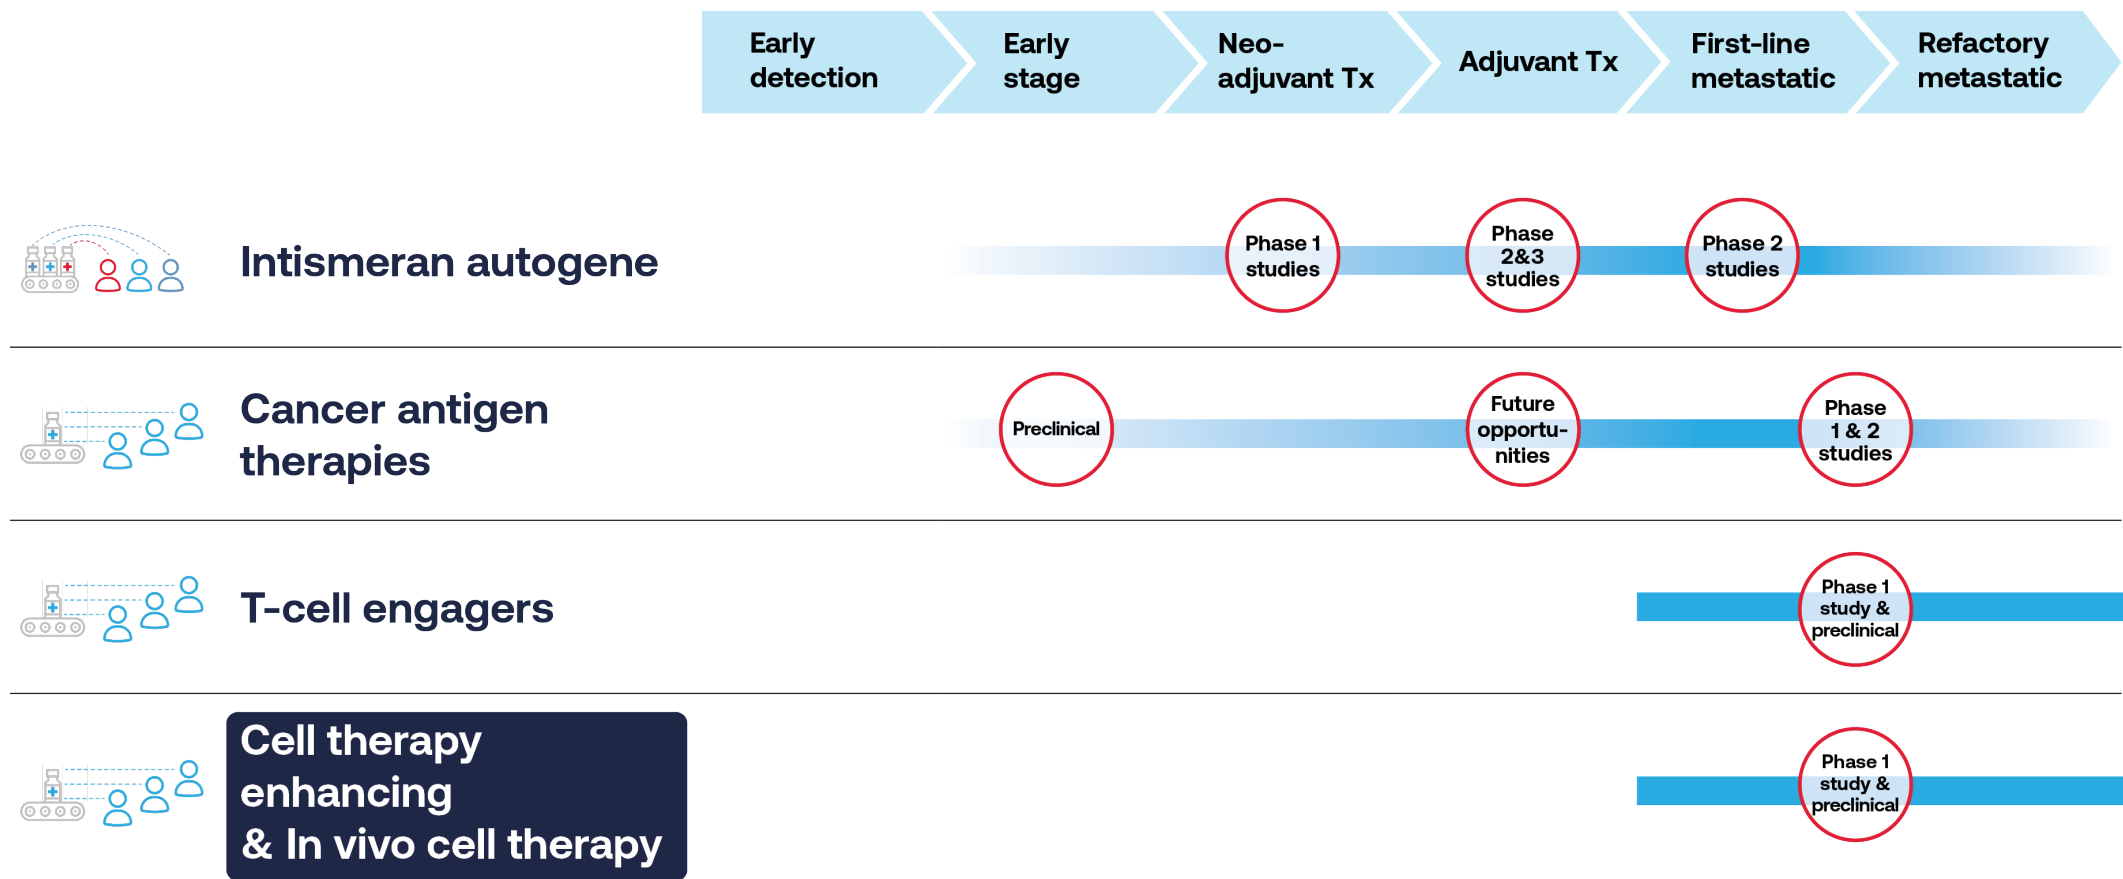 Early
detection
Early
stage
Neo-
adjuvant Tx
Adjuvant Tx
First-line
metastatic
Refactory
metastatic
Intismeran autogene
Phase 1
studies
Phase
2&3
studies
Phase 2
studies
Cancer antigen
therapies
Preclinical
Future
opportu-
nities
Phase
1 & 2
studies
T-cell engagers
Phase 1
study &
preclinical
Cell therapy
enhancing
& In vivo cell therapy
Phase 1
study &
preclinical